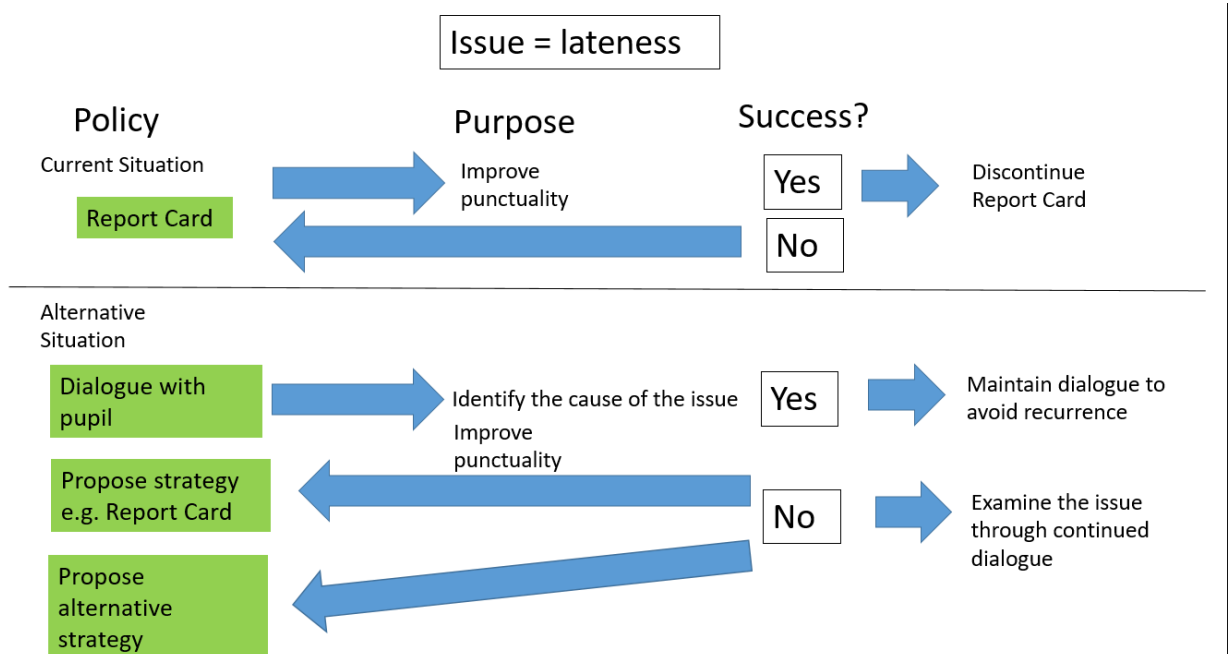 Issue = lateness
Policy
Purpose
Success?
Current Situation
Report Card
Improve
punctuality
Yes
No
Discontinue
Report Card
Alternative
Situation
Dialogue with
pupil
Identify the cause of the issue
Improve
punctuality
Yes
Maintain dialogue to
avoid recurrence
Propose strategy
e.g. Report Card
No
Examine the issue
through continued
dialogue
Propose
alternative
strategy